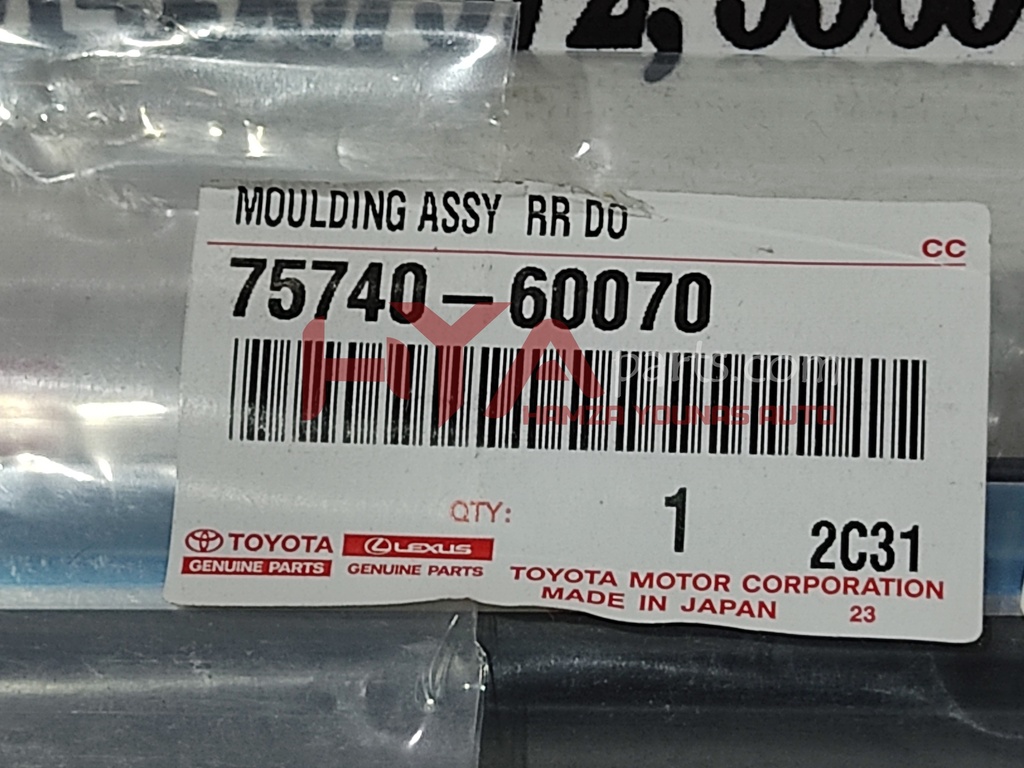 MOULDING ASSY RR DO
CC
75740-60070
HYA parts.com
HAMZA YOUNAS AUTO
QTY: 1
2C31
TOYOTA
GENUINE PARTS
LEXUS
GENUINE PARTS
TOYOTA MOTOR CORPORATION
MADE IN JAPAN 23